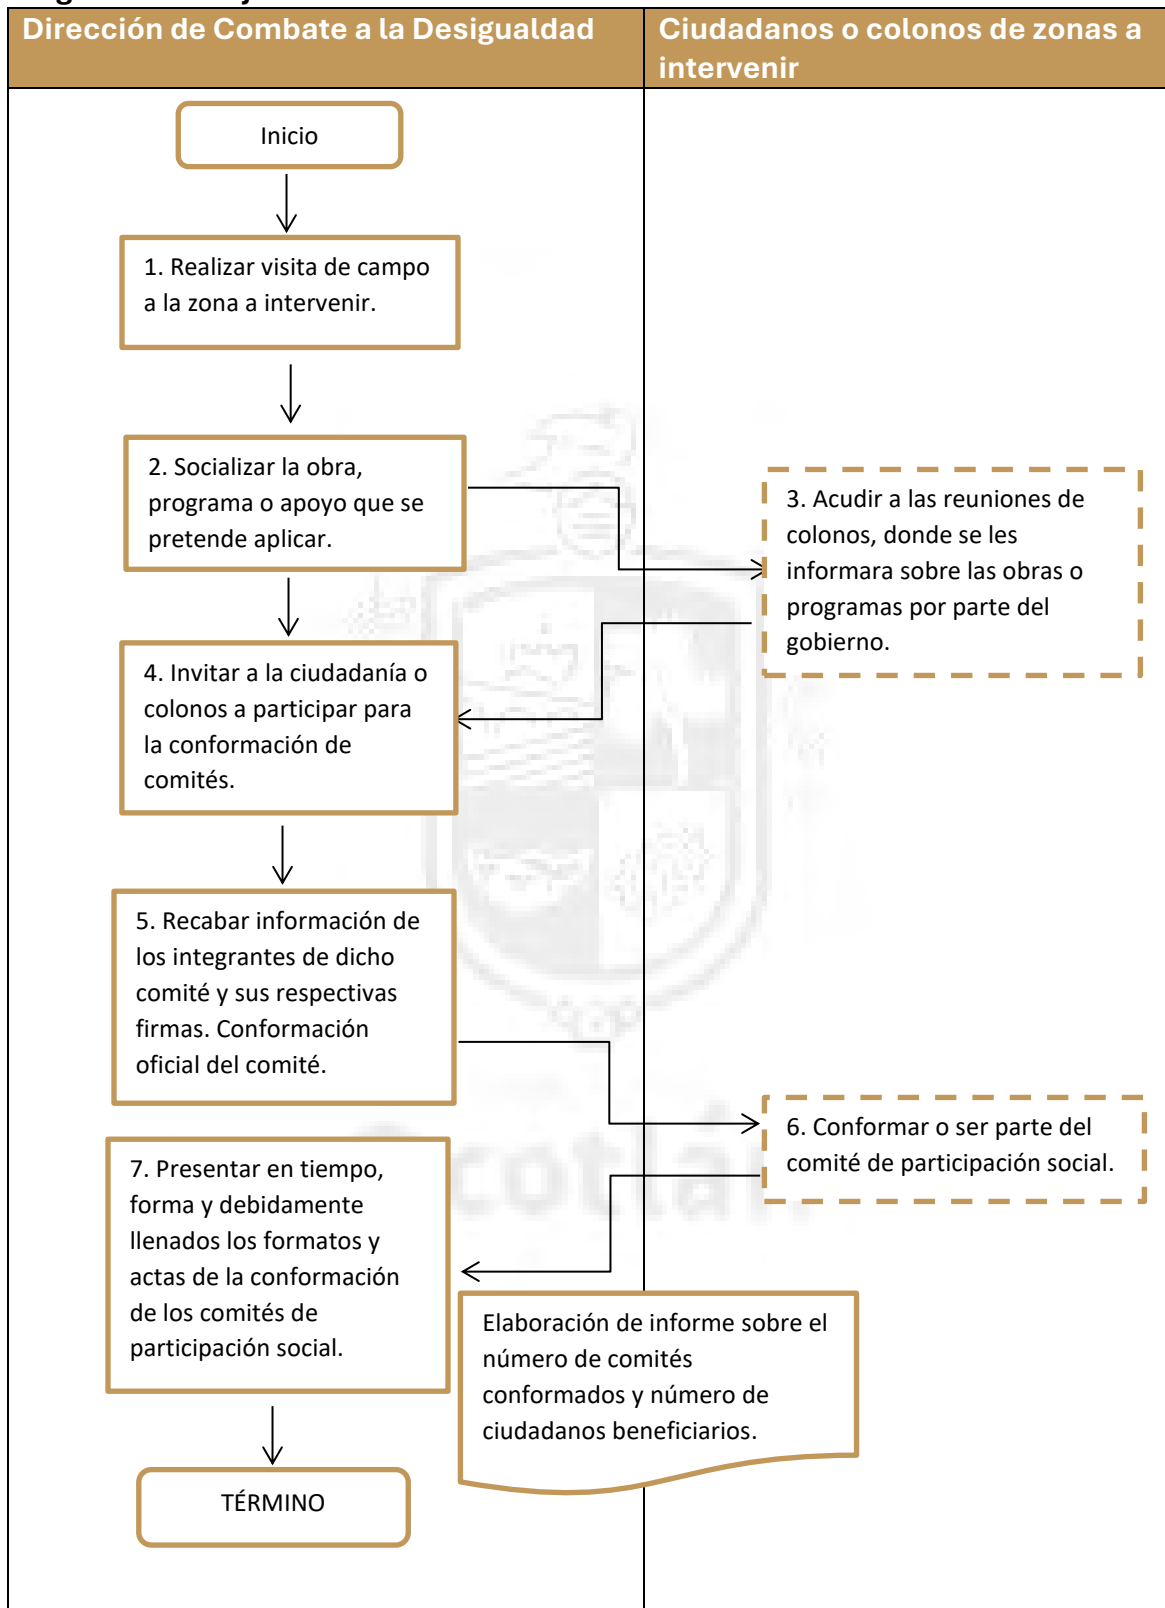 Dirección de Combate a la Desigualdad
Ciudadanos o colonos de zonas a
intervenir
Inicio
1. Realizar visita de campo
a la zona a intervenir.
2. Socializar la obra,
programa o apoyo que se
pretende aplicar.
3. Acudir a las reuniones de
colonos, donde se les
informara sobre las obras o
programas por parte del
gobierno.
4. Invitar a la ciudadanía o
colonos a participar para
la conformación de
comités.
5. Recabar información de
los integrantes de dicho
comité y sus respectivas
firmas. Conformación
oficial del comité.
6. Conformar o ser parte del
comité de participación social.
7. Presentar en tiempo,
forma y debidamente
llenados los formatos y
actas de la conformación
de los comités de
participación social.
Elaboración de informe sobre el
número de comités
conformados y número de
ciudadanos beneficiarios.
TÉRMINO